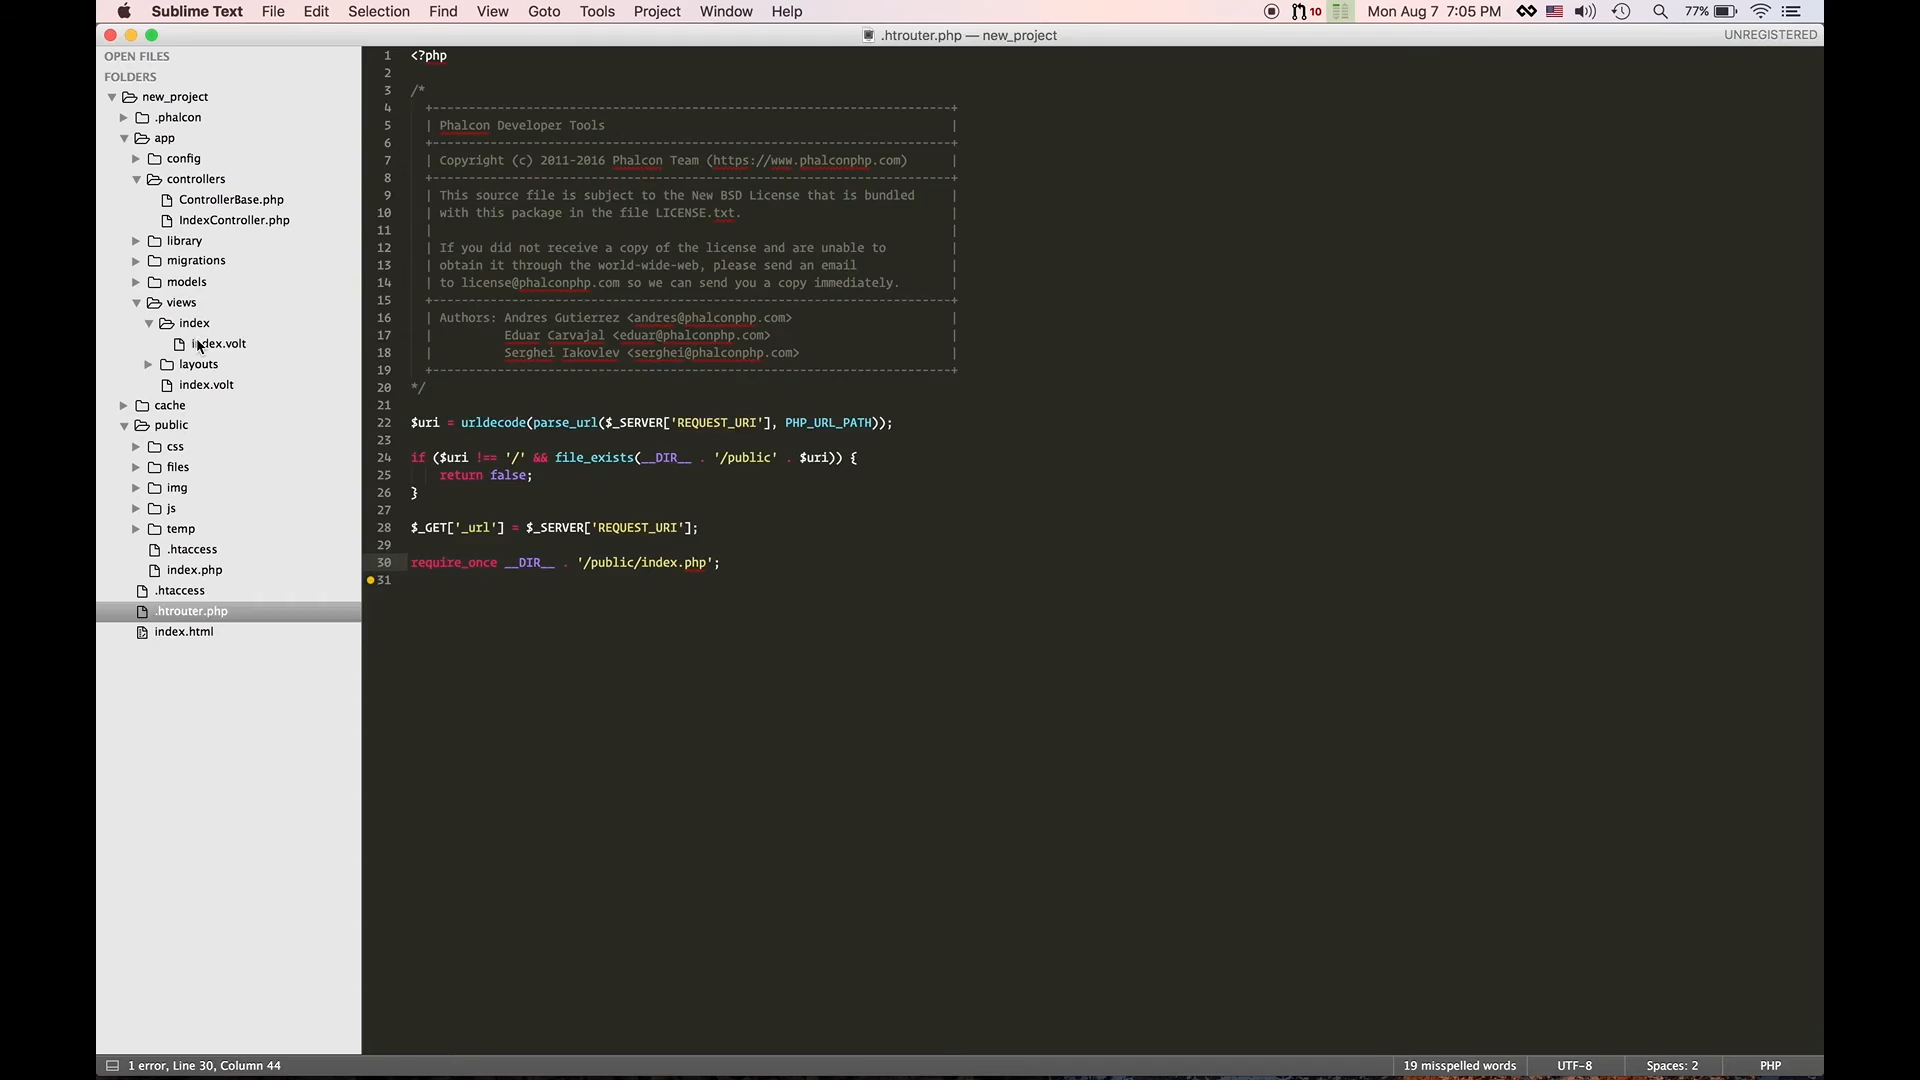 Sublime Text File Edit Selection Find View Goto Tools Project Window Help 10 Mon Aug 7 7:05 PM 77%
.htrouter.php — new_project UNREGISTERED
OPEN FILES
FOLDERS
new_project
.phalcon
app
config
controllers
ControllerBase.php
IndexController.php
library
migrations
models
views
index
index.volt
layouts
index.volt
cache
public
css
files
img
js
temp
.htaccess
index.php
.htaccess
.htrouter.php
index.html
1 <?php
2
3 /*
4 +------------------------------------------------------------------------+
5 | Phalcon Developer Tools |
6 +------------------------------------------------------------------------+
7 | Copyright (c) 2011-2016 Phalcon Team (https://www.phalconphp.com) |
8 +------------------------------------------------------------------------+
9 | This source file is subject to the New BSD License that is bundled |
10 | with this package in the file LICENSE.txt. |
11 | |
12 | If you did not receive a copy of the license and are unable to |
13 | obtain it through the world-wide-web, please send an email |
14 | to license@phalconphp.com so we can send you a copy immediately. |
15 +------------------------------------------------------------------------+
16 | Authors: Andres Gutierrez <andres@phalconphp.com> |
17 | Eduar Carvajal <eduar@phalconphp.com> |
18 | Serghei Iakovlev <serghei@phalconphp.com> |
19 +------------------------------------------------------------------------+
20 */
21
22 $uri = urldecode(parse_url($_SERVER['REQUEST_URI'], PHP_URL_PATH));
23
24 if ($uri !== '/' && file_exists(__DIR__ . '/public' . $uri)) {
25 return false;
26 }
27
28 $_GET['_url'] = $_SERVER['REQUEST_URI'];
29
30 require_once __DIR__ . '/public/index.php';
31
1 error, Line 30, Column 44 19 misspelled words UTF-8 Spaces: 2 PHP